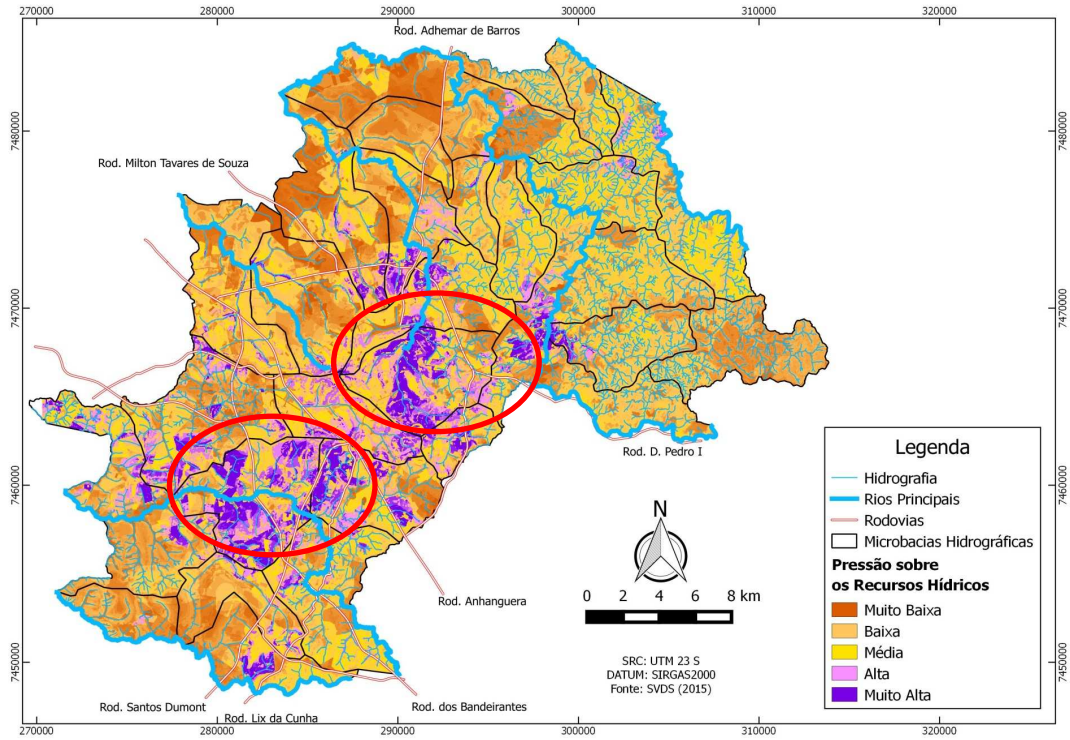 270000 280000 290000 300000 310000 320000
Rod. Adhemar de Barros
7480000 7480000
Rod. Milton Tavares de Souza
7470000 7470000
Rod. D. Pedro I
7460000 7460000
Legenda
Hidrografia
Rios Principais
Rodovias
Microbacias Hidrográficas
Pressão sobre
os Recursos Hídricos
Muito Baixa
Baixa
Média
Alta
Muito Alta
N
0 2 4 6 8 km
SRC: UTM 23 S
DATUM: SIRGAS2000
Fonte: SVDS (2015)
Rod. Anhanguera
7450000 7450000
Rod. Santos Dumont
Rod. Lix da Cunha
Rod. dos Bandeirantes
270000 280000 290000 300000 310000 320000